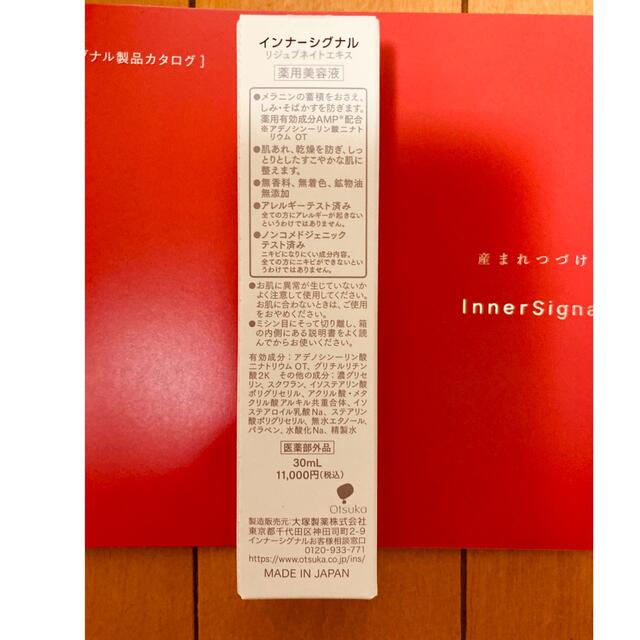 ナル製品カタログ]
インナーシグナル
リジュブネイトエキス
薬用美容液
●メラニンの蓄積をおさえ、
しみ・そばかすを防ぎます。
薬用有効成分AMP※配合
※アデノシン一リン酸二ナト
リウム OT
●肌あれ、乾燥を防ぎ、しっ
とりとしたすこやかな肌に
整えます。
●無香料、無着色、鉱物油
無添加
●アレルギーテスト済み
全ての方にアレルギーが起きない
というわけではありません。
●ノンコメドジェニック
テスト済み
ニキビになりにくい成分内容。
全ての方にニキビができないとい
うわけではありません。
●お肌に異常が生じていないか
よく注意して使用してください。
お肌に合わないときは、ご使用
をおやめください。
●ミシン目にそって切り離し、箱
の内側にある説明書をよく読
んでからお使いください。
有効成分:アデノシン一リン酸
二ナトリウム OT、グリチルリチン
酸2K その他の成分:濃グリセ
リン、スクワラン、イソステアリン酸
ポリグリセリル、アクリル酸・メタ
クリル酸アルキル共重合体、イソ
ステアロイル乳酸Na、ステアリン
酸ポリグリセリル、無水エタノール、
パラベン、水酸化Na、精製水
医薬部外品
30mL
11,000円(税込)
Otsuka
製造販売元:大塚製薬株式会社
東京都千代田区神田司町2-9
インナーシグナルお客様相談窓口
0120-933-771
https://www.otsuka.co.jp/ins/
MADE IN JAPAN
産まれつづけ
InnerSigna